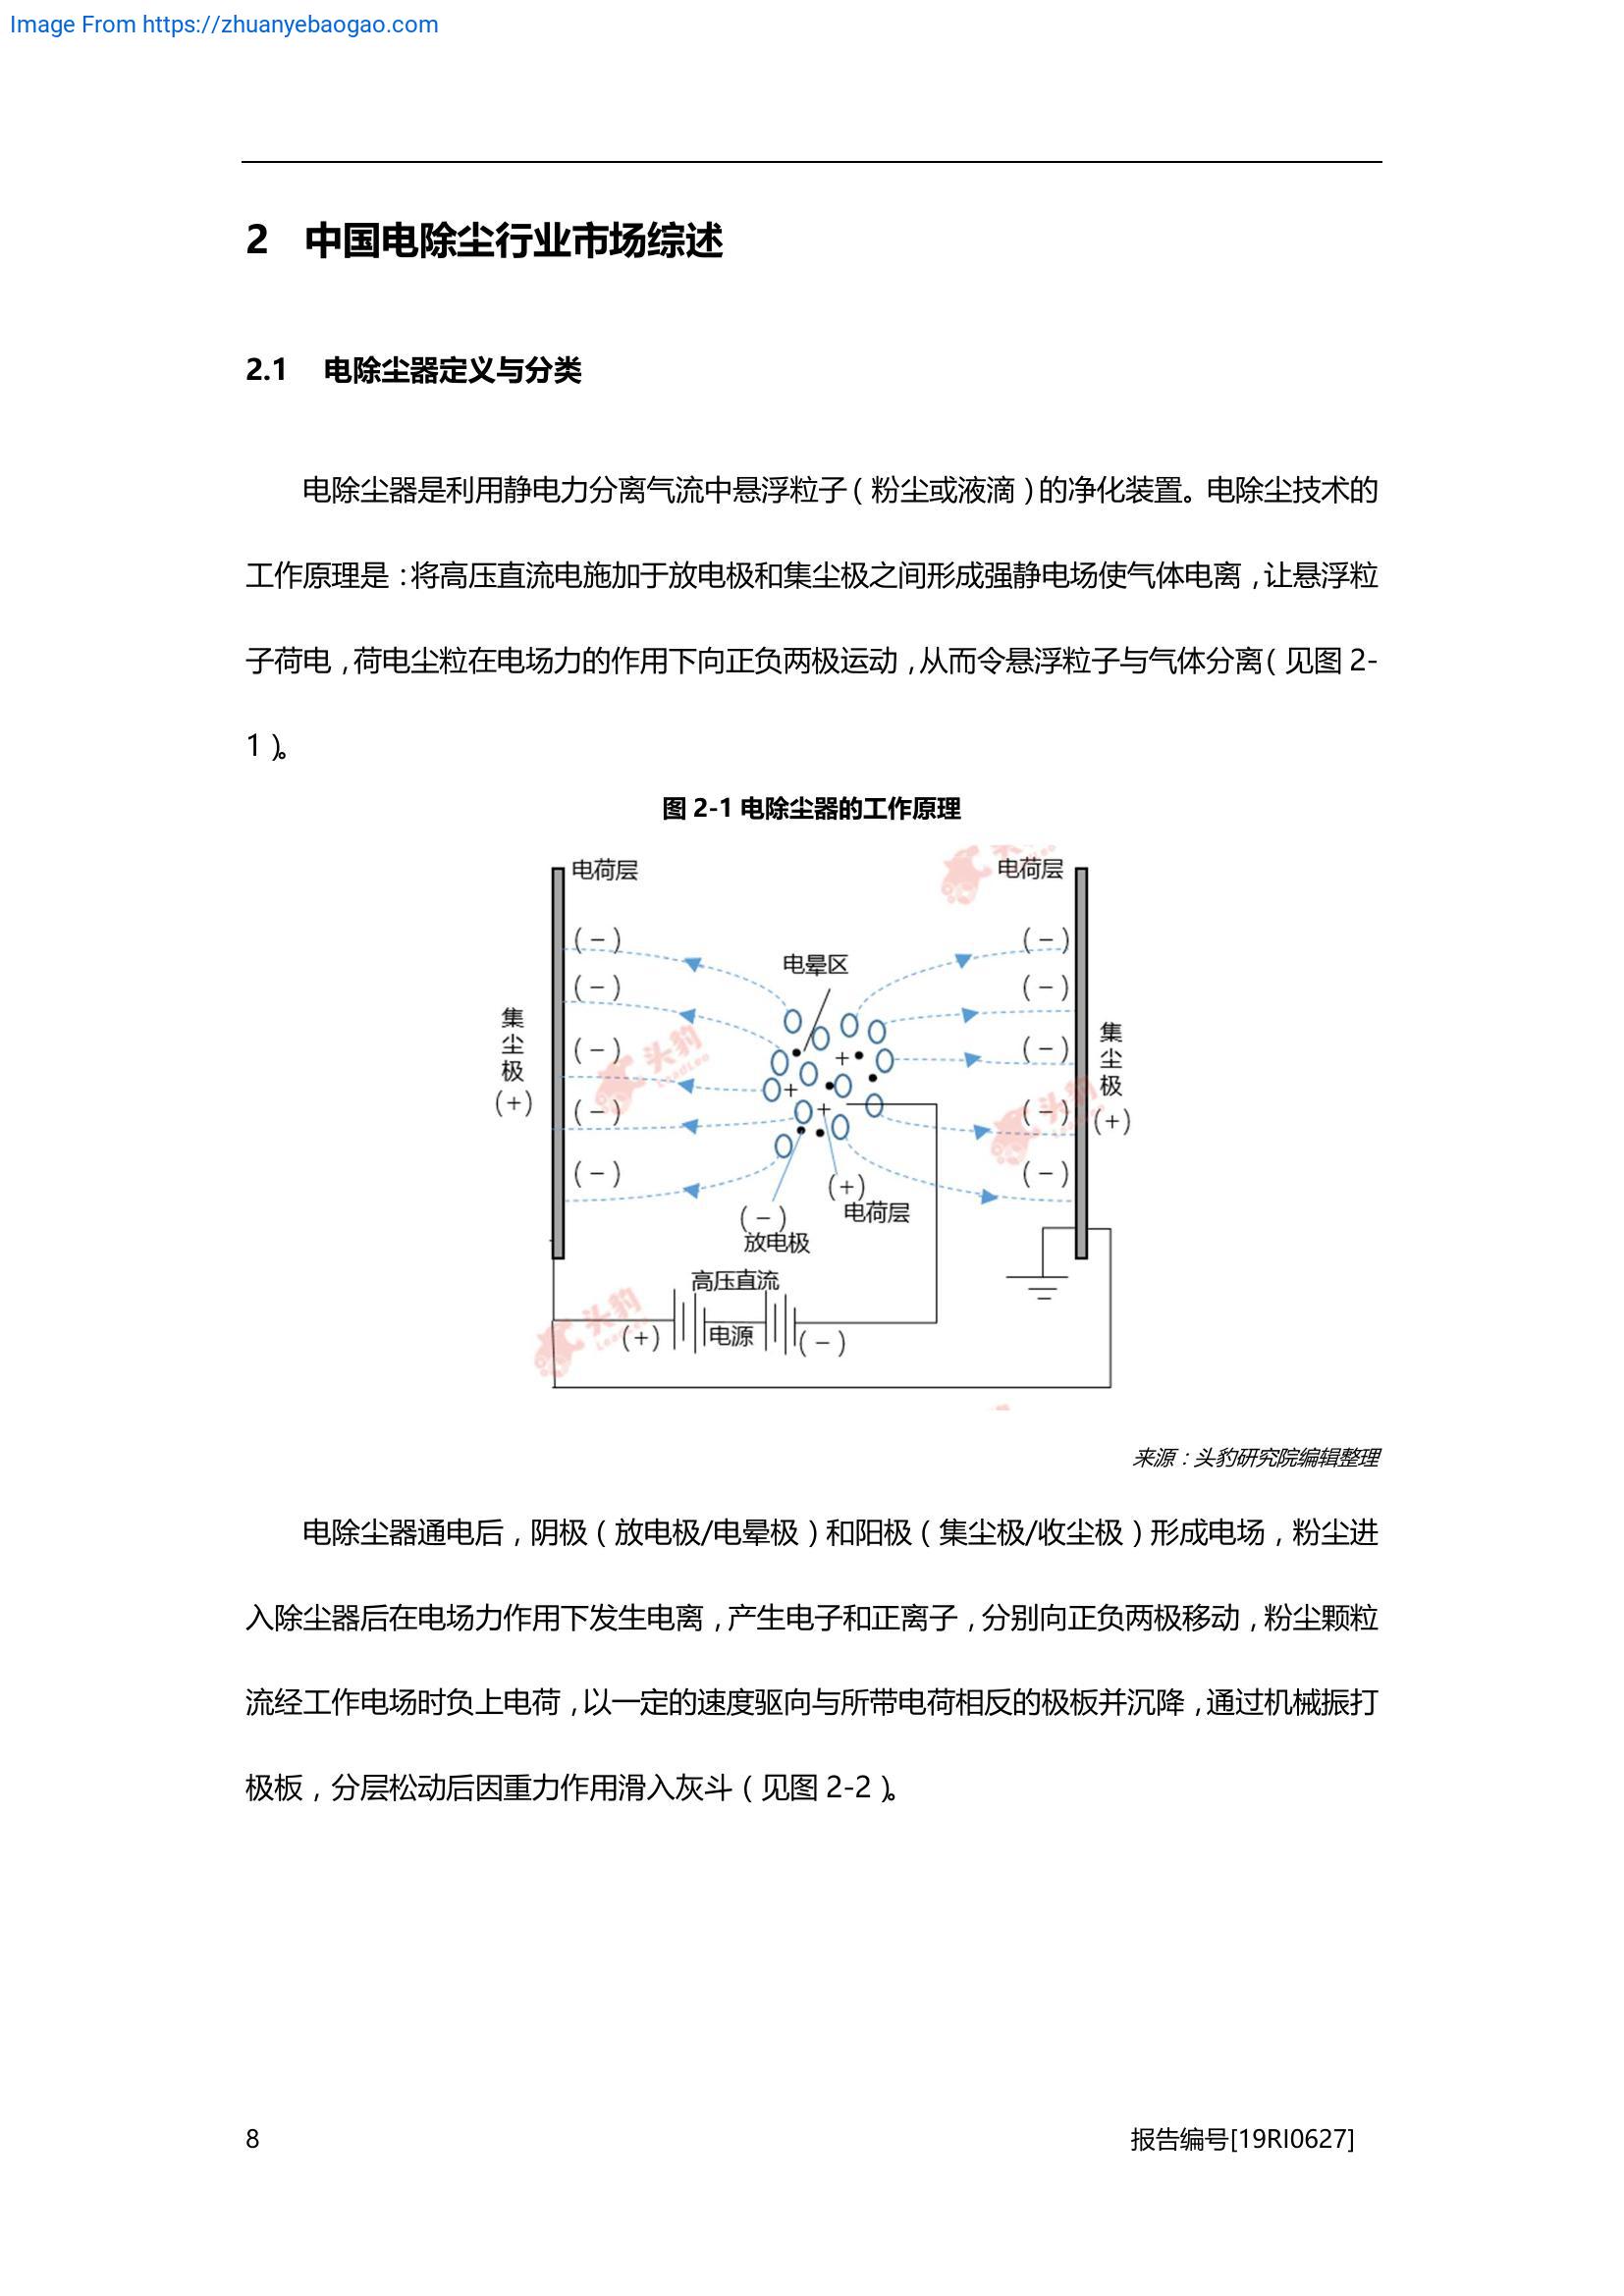 Image From https://zhuanyebaogao.com
2 中国电除尘行业市场综述
2.1 电除尘器定义与分类
电除尘器是利用静电力分离气流中悬浮粒子（粉尘或液滴）的净化装置。电除尘技术的
工作原理是：将高压直流电施加于放电极和集尘极之间形成强静电场使气体电离，让悬浮粒
子荷电，荷电尘粒在电场力的作用下向正负两极运动，从而令悬浮粒子与气体分离（见图 2-
1）。
图 2-1 电除尘器的工作原理
电荷层
电荷层
(－)
(－)
电晕区
(－)
(－)
集尘极
(＋)
集尘极
(＋)
(－)
(－)
＋
＋
＋
(－)
(－)
(－)
(－)
(＋)
电荷层
(－)
放电极
高压直流
电源
(＋)
(－)
头豹
LeadLeo
头豹
LeadLeo
头豹
LeadLeo
来源：头豹研究院编辑整理
电除尘器通电后，阴极（放电极/电晕极）和阳极（集尘极/收尘极）形成电场，粉尘进
入除尘器后在电场力作用下发生电离，产生电子和正离子，分别向正负两极移动，粉尘颗粒
流经工作电场时负上电荷，以一定的速度驱向与所带电荷相反的极板并沉降，通过机械振打
极板，分层松动后因重力作用滑入灰斗（见图 2-2）。
8
报告编号[19RI0627]